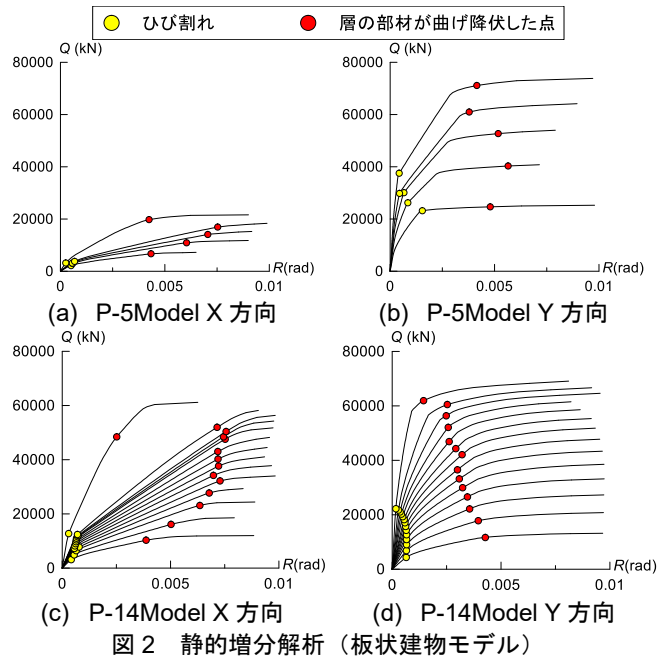 ひび割れ 層の部材が曲げ降伏した点
Q (kN)
80000
60000
40000
20000
0
0.005
0.01
R(rad)
(a) P-5Model X 方向
Q (kN)
80000
60000
40000
20000
0
0.005
0.01
R(rad)
(b) P-5Model Y 方向
Q (kN)
80000
60000
40000
20000
0
0
0.005
0.01
R(rad)
(c) P-14Model X 方向
Q (kN)
80000
60000
40000
20000
0
0
0.005
0.01
R(rad)
(d) P-14Model Y 方向
図 2 静的増分解析（板状建物モデル）